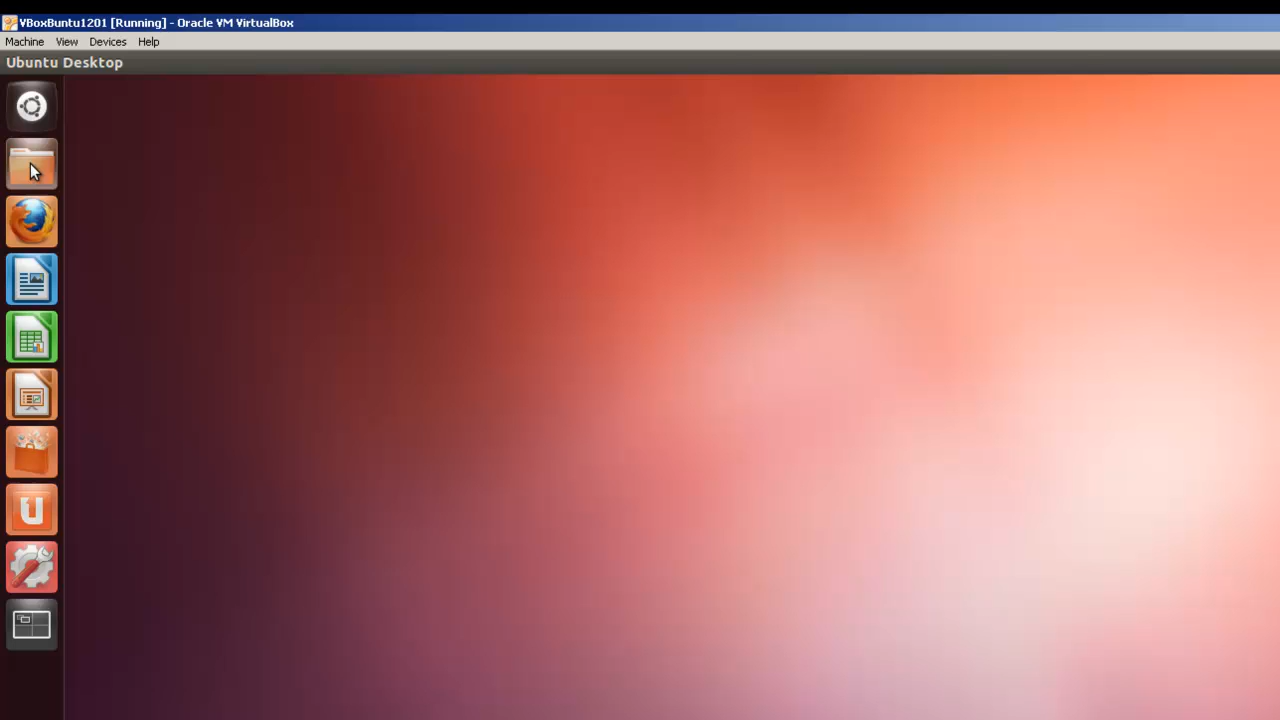 VBoxBuntu1201 [Running] - Oracle VM VirtualBox
Machine View Devices Help
Ubuntu Desktop